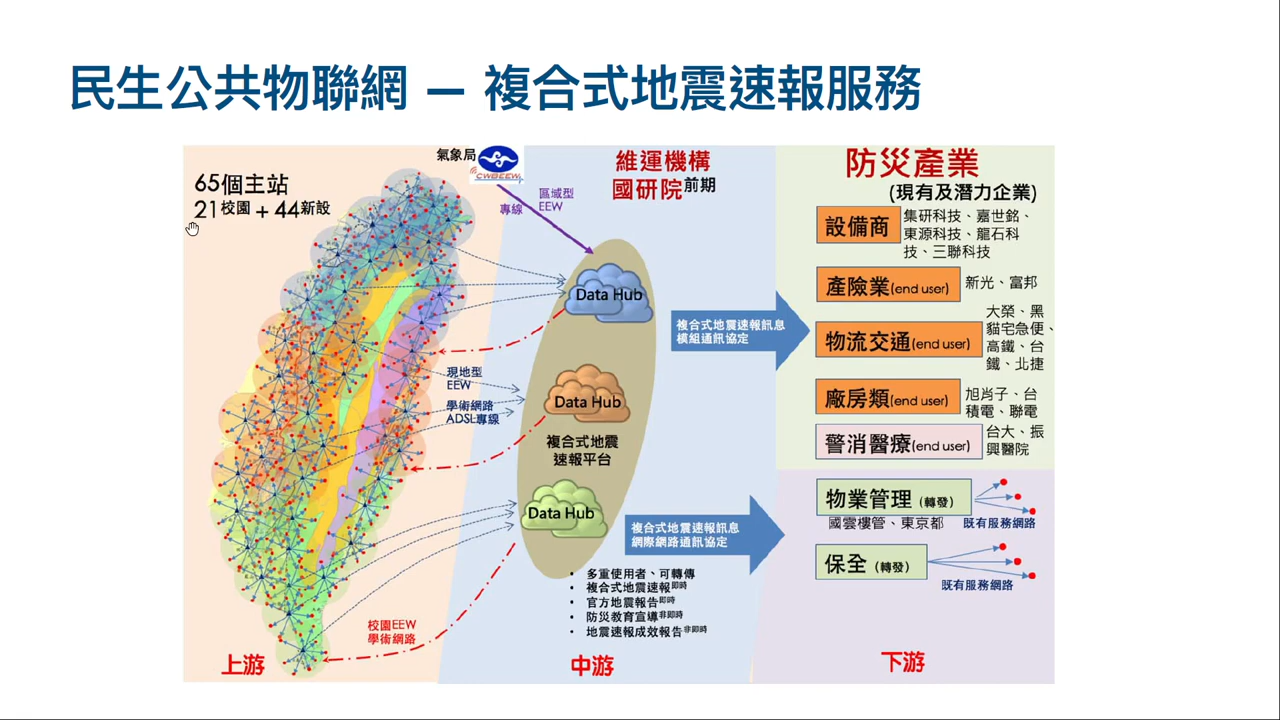 民生公共物聯網 — 複合式地震速報服務
65個主站
21校園 + 44新設
氣象局
CWBEEW
專線
區域型
EEW
維運機構
國研院前期
Data Hub
現地型
EEW
學術網路
ADSL專線
Data Hub
複合式地震
速報平台
Data Hub
校園EEW
學術網路
複合式地震速報訊息
模組通訊協定
複合式地震速報訊息
網際網路通訊協定
• 多重使用者、可轉傳
• 複合式地震速報即時
• 官方地震報告即時
• 防災教育宣導非即時
• 地震速報成效報告非即時
防災產業
(現有及潛力企業)
設備商
集研科技、嘉世銘、
東源科技、龍石科
技、三聯科技
產險業(end user)
新光、富邦
物流交通(end user)
大榮、黑
貓宅急便、
高鐵、台
鐵、北捷
廠房類(end user)
旭肖子、台
積電、聯電
警消醫療(end user)
台大、振
興醫院
物業管理(轉發)
國雲樓管、東京都
既有服務網路
保全(轉發)
既有服務網路
上游
中游
下游